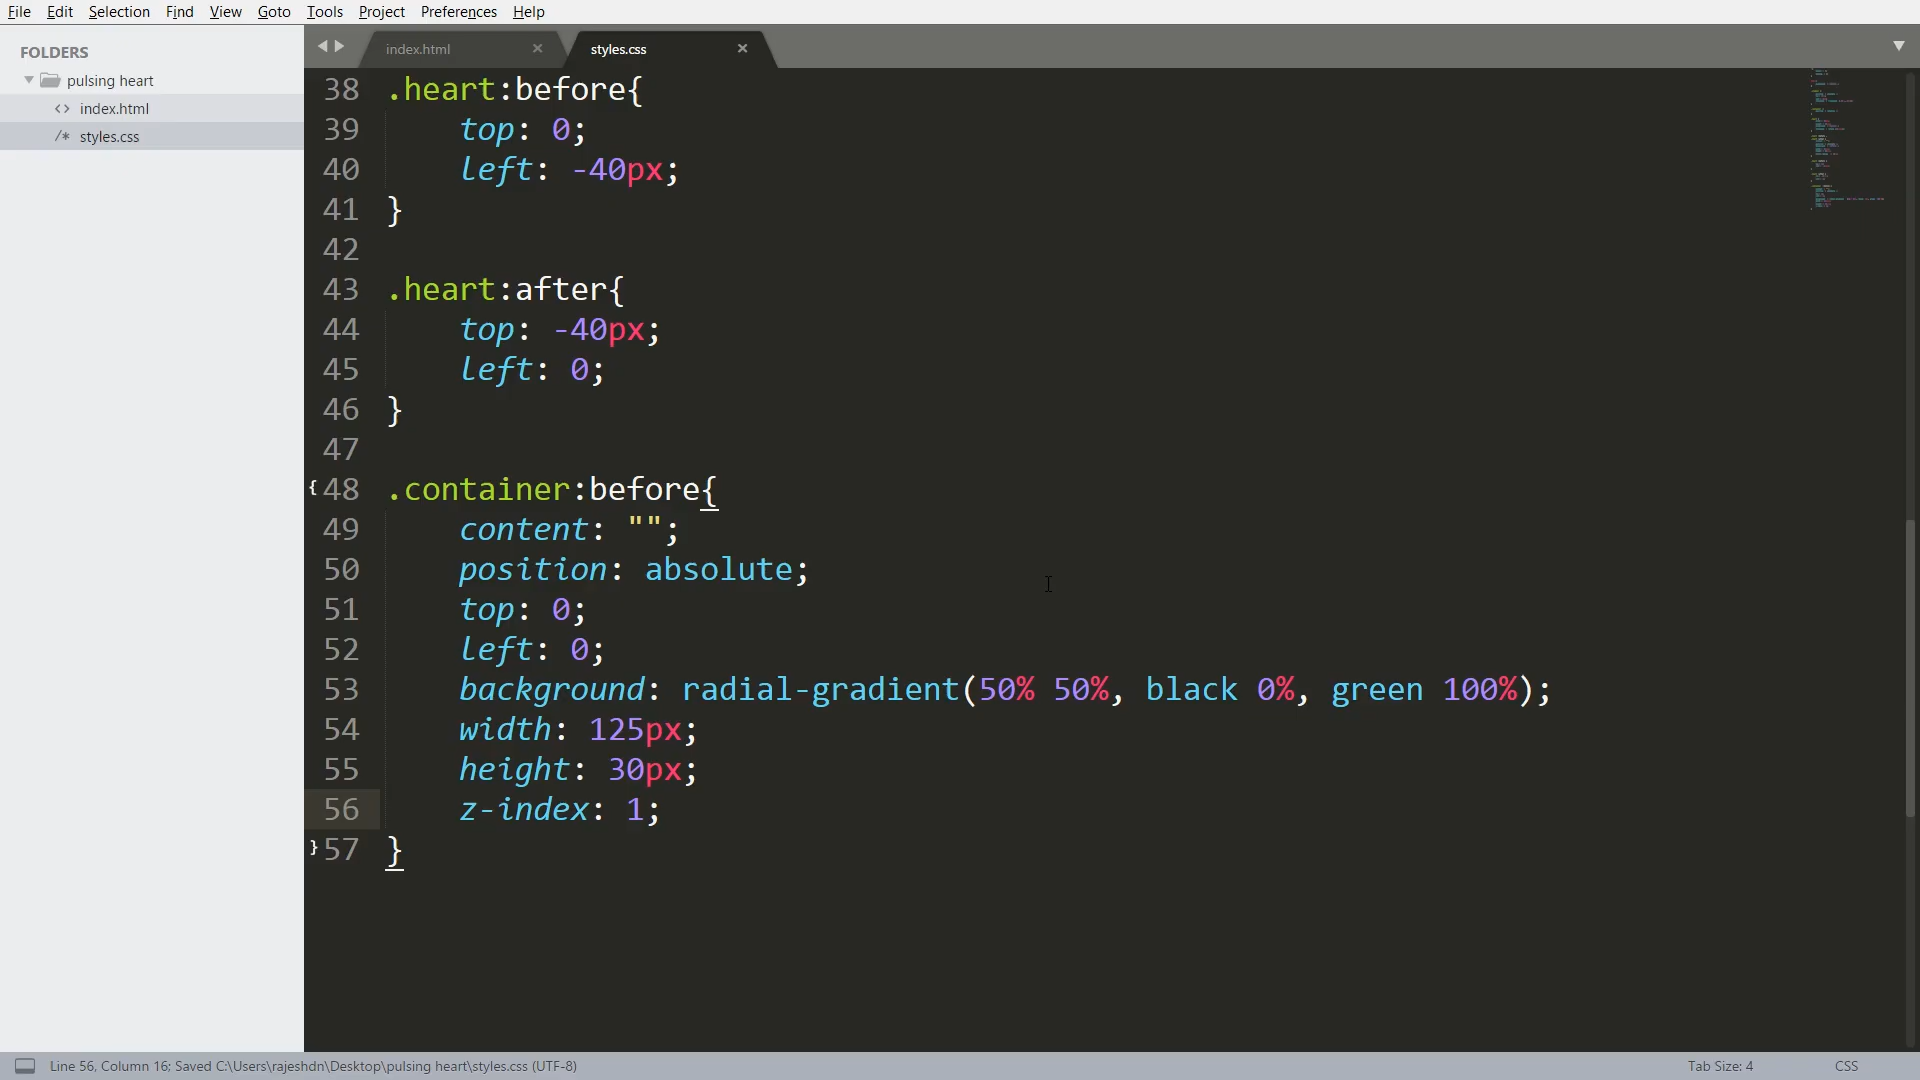 File Edit Selection Find View Goto Tools Project Preferences Help
FOLDERS
pulsing heart
<> index.html
/* styles.css
index.html × styles.css ×
38 .heart:before{
39 top: 0;
40 left: -40px;
41 }
42
43 .heart:after{
44 top: -40px;
45 left: 0;
46 }
47
{ 48 .container:before{
49 content: "";
50 position: absolute;
51 top: 0;
52 left: 0;
53 background: radial-gradient(50% 50%, black 0%, green 100%);
54 width: 125px;
55 height: 30px;
56 z-index: 1;
} 57 }
Line 56, Column 16; Saved C:\Users\rajeshdn\Desktop\pulsing heart\styles.css (UTF-8) Tab Size: 4 CSS